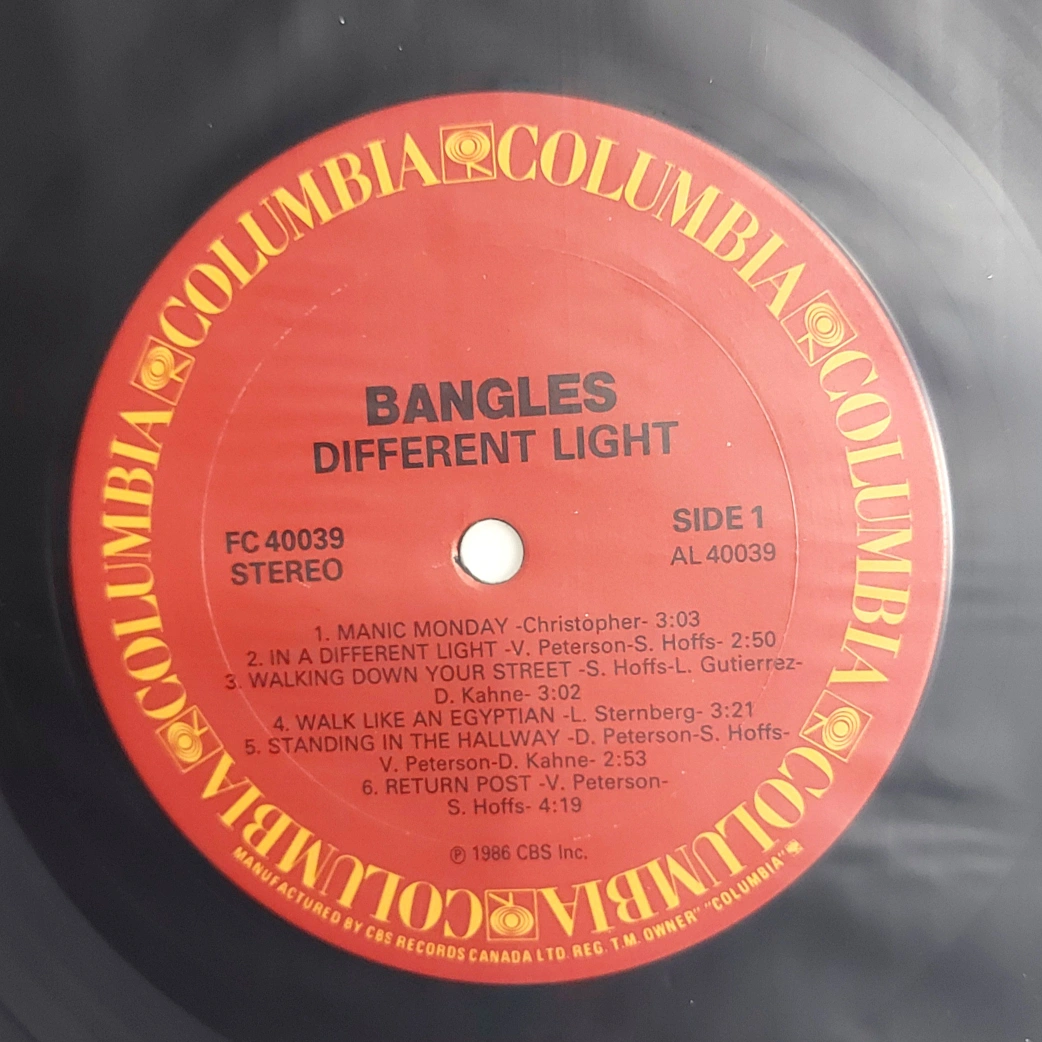 COLUMBIA COLUMBIA COLUMBIA COLUMBIA COLUMBIA COLUMBIA
BANGLES
DIFFERENT LIGHT
FC 40039
STEREO
SIDE 1
AL 40039
1. MANIC MONDAY -Christopher- 3:03
2. IN A DIFFERENT LIGHT -V. Peterson-S. Hoffs- 2:50
3. WALKING DOWN YOUR STREET -S. Hoffs-L. Gutierrez-
D. Kahne- 3:02
4. WALK LIKE AN EGYPTIAN -L. Sternberg- 3:21
5. STANDING IN THE HALLWAY -D. Peterson-S. Hoffs-
V. Peterson-D. Kahne- 2:53
6. RETURN POST -V. Peterson-
S. Hoffs- 4:19
℗ 1986 CBS Inc.
MANUFACTURED BY CBS RECORDS CANADA LTD. REG. T.M. OWNER" "COLUMBIA"